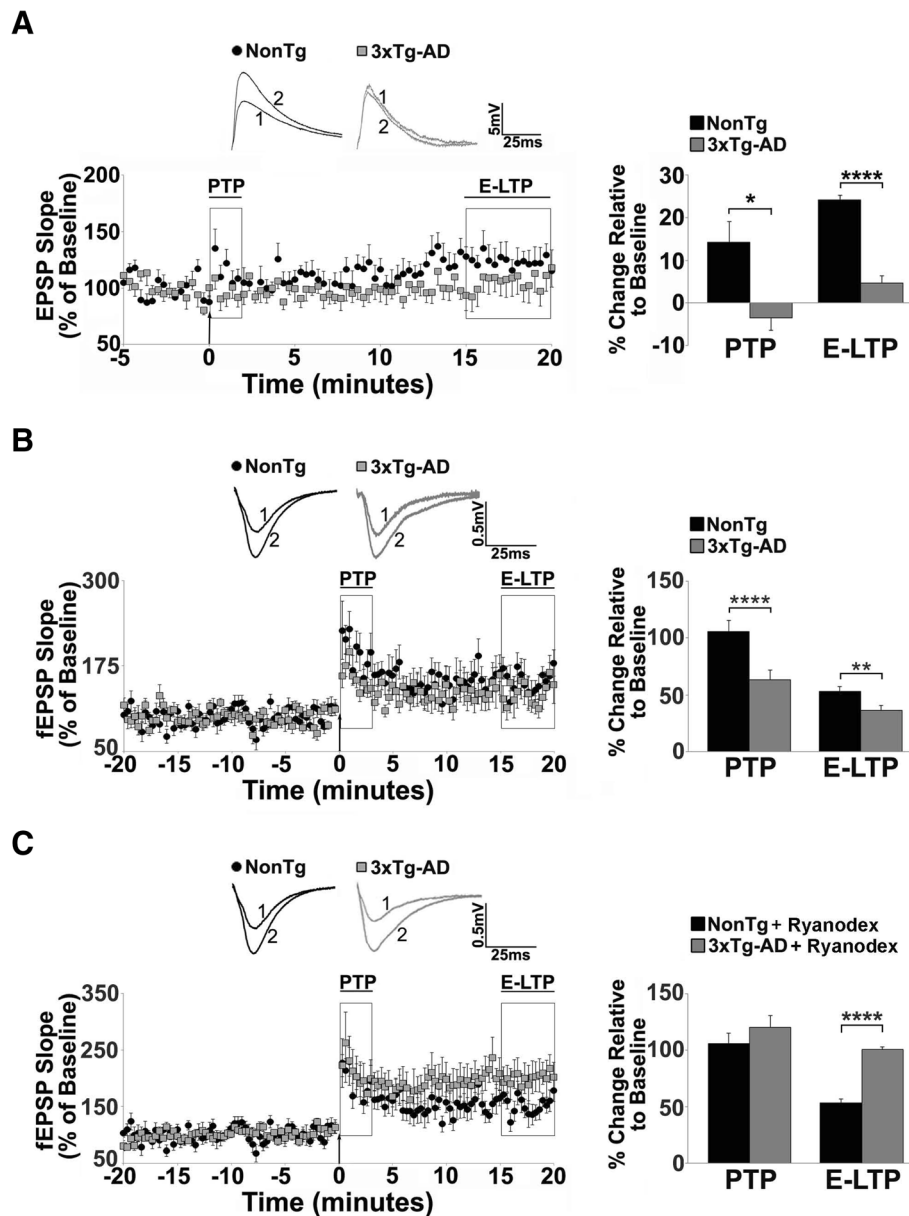 A
NonTg 3xTg-AD
1
2
1
2
5mV
25ms
PTP
E-LTP
EPSP Slope
(% of Baseline)
200
150
100
50
-5 0 5 10 15 20
Time (minutes)
NonTg
3xTg-AD
*
****
% Change Relative
to Baseline
30
20
10
0
-10
PTP E-LTP
B
NonTg 3xTg-AD
1
2
1
2
0.5mV
25ms
PTP
E-LTP
fEPSP Slope
(% of Baseline)
300
175
50
-20 -15 -10 -5 0 5 10 15 20
Time (minutes)
NonTg
3xTg-AD
****
**
% Change Relative
to Baseline
150
100
50
0
PTP E-LTP
C
NonTg 3xTg-AD
1
2
1
2
0.5mV
25ms
PTP
E-LTP
fEPSP Slope
(% of Baseline)
350
250
150
50
-20 -15 -10 -5 0 5 10 15 20
Time (minutes)
NonTg + Ryanodex
3xTg-AD + Ryanodex
****
% Change Relative
to Baseline
150
100
50
0
PTP E-LTP